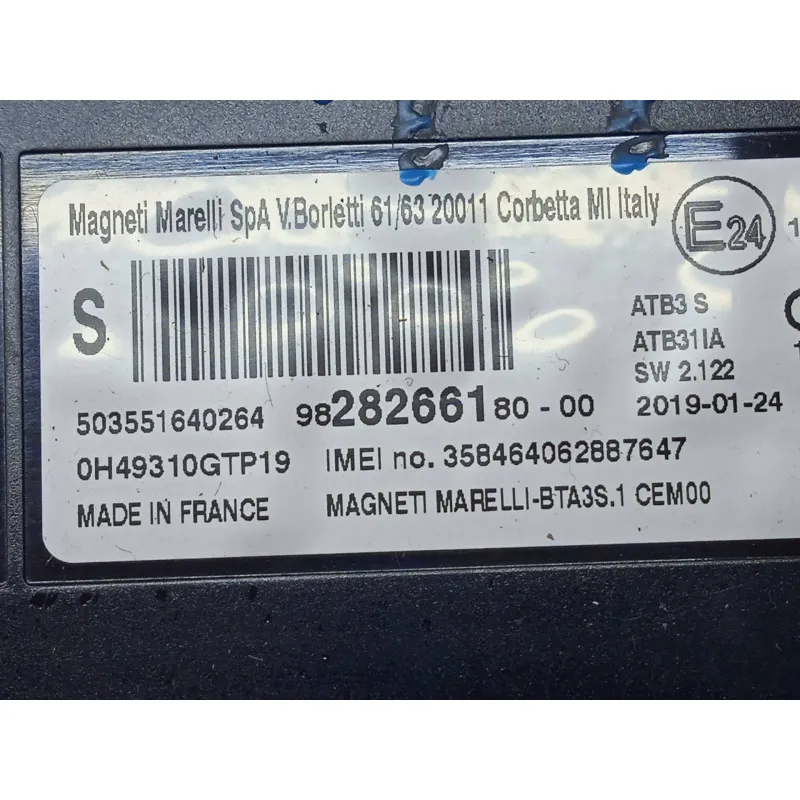 Magneti Marelli SpA V.Borletti 61/63 20011 Corbetta MI Italy
E24
S
ATB3 S
ATB31IA
SW 2.122
503551640264 9828266180-00 2019-01-24
0H49310GTP19 IMEI no. 358464062887647
MADE IN FRANCE MAGNETI MARELLI-BTA3S.1 CEM00